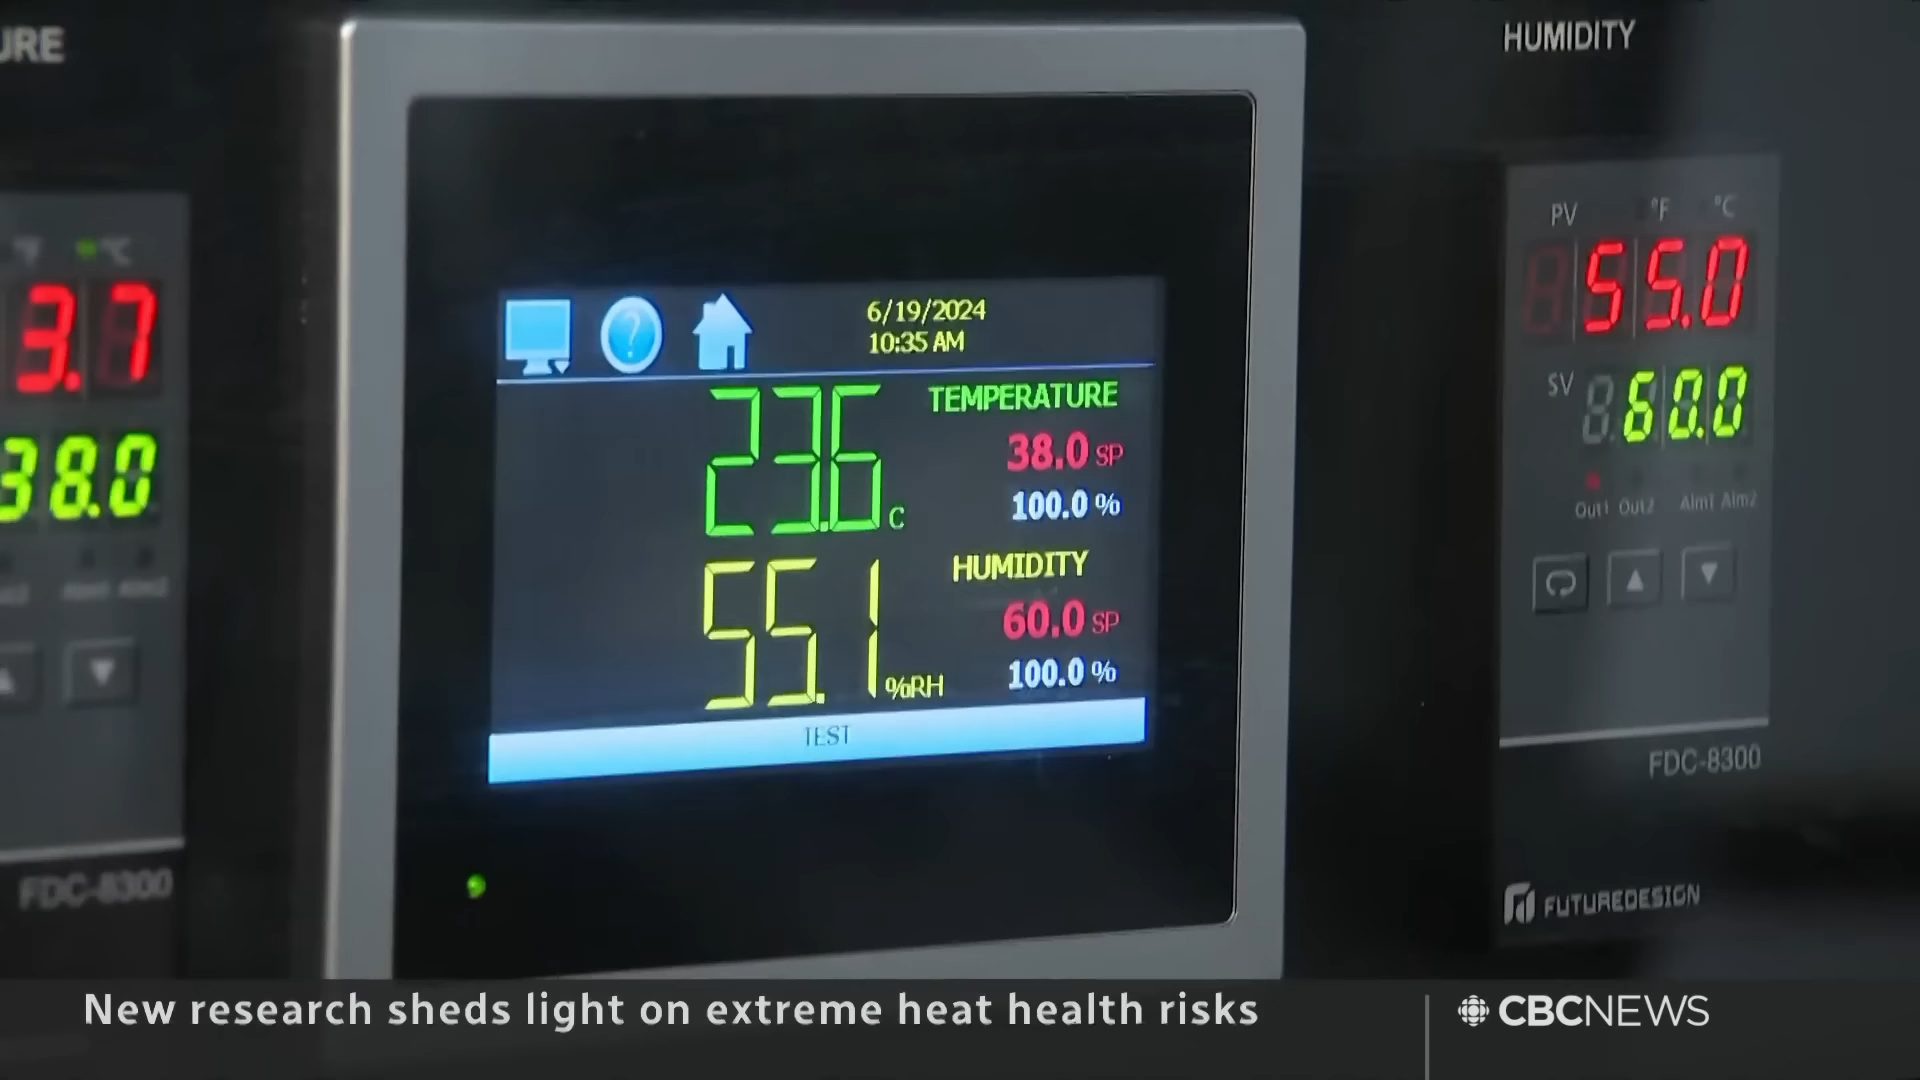 URE
HUMIDITY
°F °C
3.7
38.0
FDC-8300
6/19/2024
10:35 AM
23.6 C
TEMPERATURE
38.0 SP
100.0 %
55.1 %RH
HUMIDITY
60.0 SP
100.0 %
TEST
PV °F °C
55.0
SV 60.0
Out1 Out2 Alm1 Alm2
FDC-8300
FUTUREDESIGN
New research sheds light on extreme heat health risks
CBCNEWS